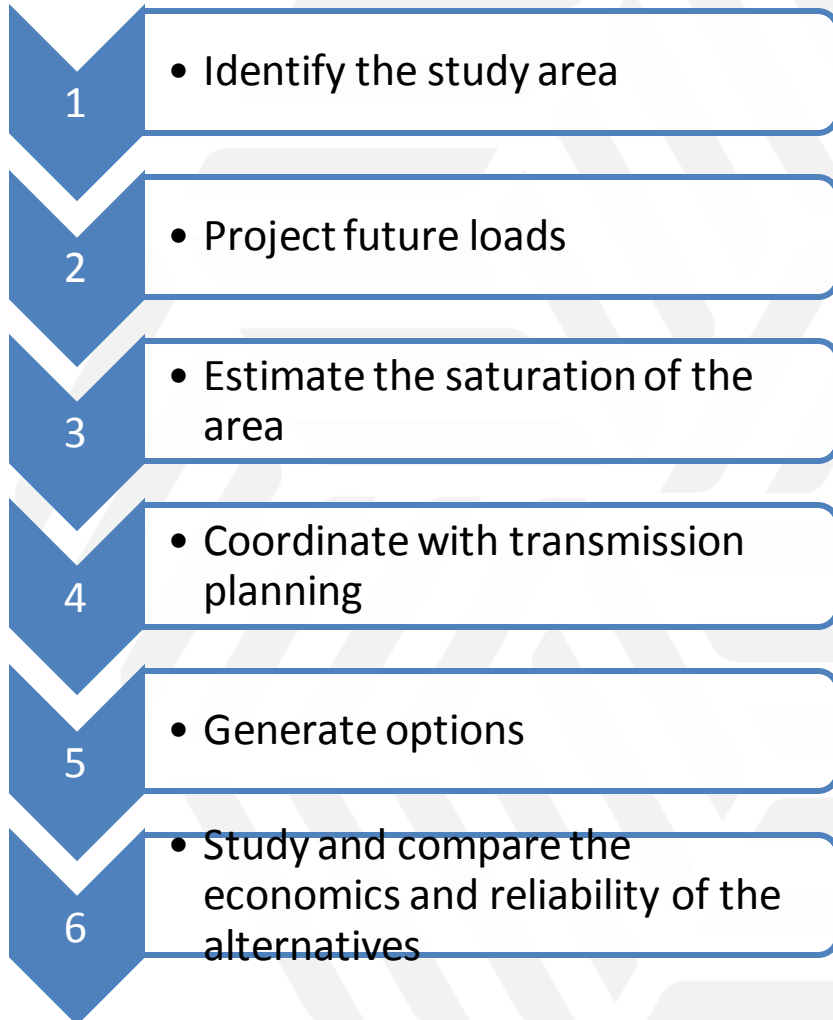 1
• Identify the study area
2
• Project future loads
3
• Estimate the saturation of the
area
4
• Coordinate with transmission
planning
5
• Generate options
6
• Study and compare the
economics and reliability of the
alternatives